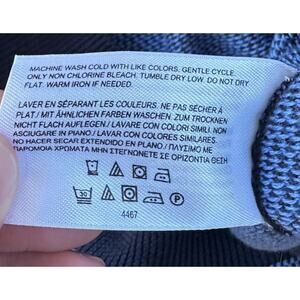 MACHINE WASH COLD WITH LIKE COLORS, GENTLE CYCLE.
ONLY NON CHLORINE BLEACH. TUMBLE DRY LOW. DO NOT DRY
FLAT. WARM IRON IF NEEDED.
LAVER EN SÉPARANT LES COULEURS. NE PAS SÉCHER À
PLAT / MIT ÄHNLICHEN FARBEN WASCHEN. ZUM TROCKNEN
NICHT FLACH AUFLEGEN / LAVARE CON COLORI SIMILI. NON
ASCIUGARE IN PIANO / LAVAR CON COLORES SIMILARES
NO HACER SECAR EXTENDIDO EN PLANO / ΠΛΥΣΙΜΟ ΜΕ
ΠΑΡΟΜΟΙΑ ΧΡΩΜΑΤΑ ΜΗΝ ΣΤΕΓΝΩΣΕΤΕ ΣΕ ΟΡΙΖΟΝΤΙΑ ΘΕΣΗ
30
4467